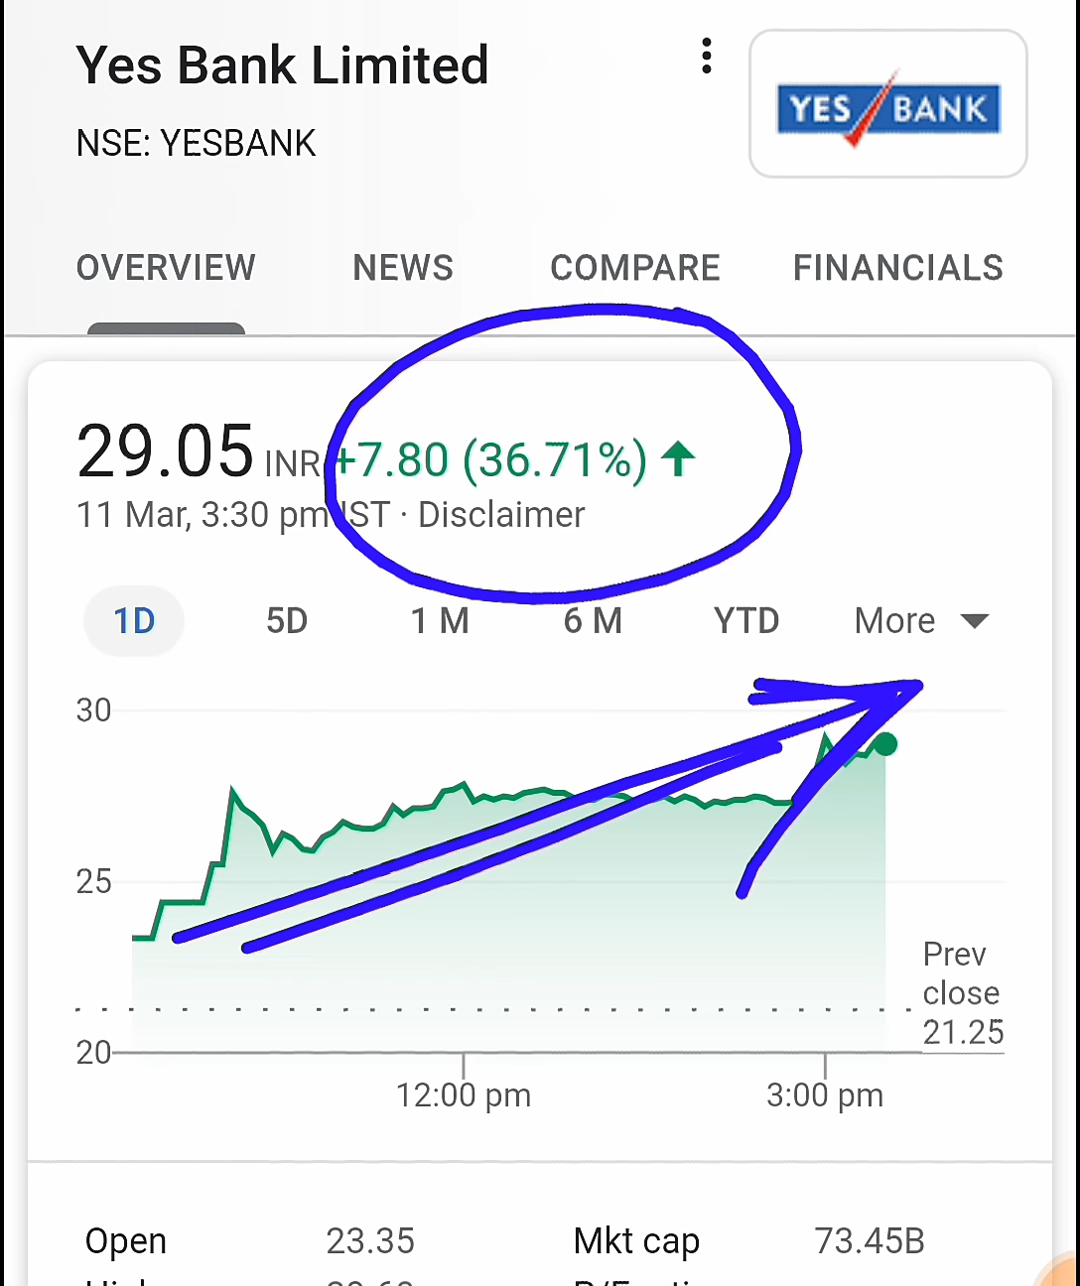 Yes Bank Limited
YES BANK
NSE: YESBANK
OVERVIEW NEWS COMPARE FINANCIALS
29.05 INR +7.80 (36.71%)
11 Mar, 3:30 pm IST · Disclaimer
1D 5D 1 M 6 M YTD More
30
25
Prev
close
21.25
20
12:00 pm 3:00 pm
Open 23.35 Mkt cap 73.45B